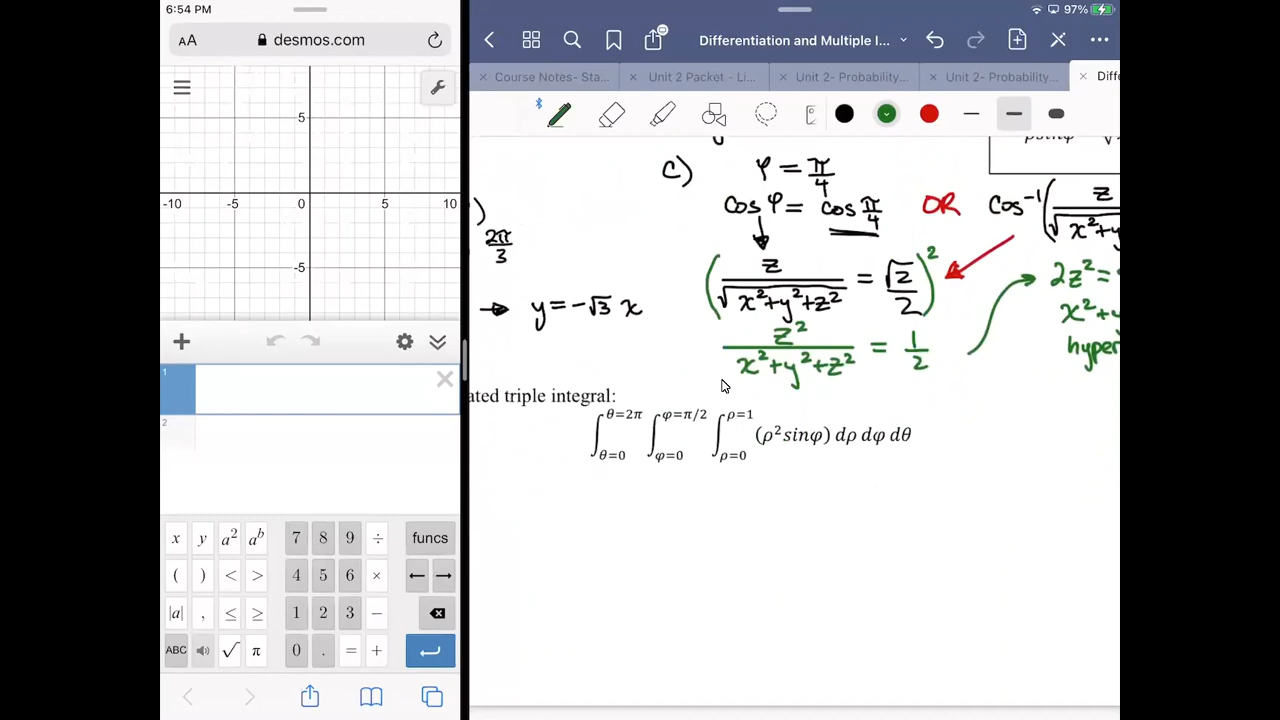 6:54 PM
97%
AA desmos.com
Differentiation and Multiple I...
Course Notes- Sta...
Unit 2 Packet - Li...
Unit 2- Probability...
Unit 2- Probability...
Diffe
5
-10 -5 0 5 10
-5
1
2
c) φ = π/4
cos φ = cos π/4 OR cos⁻¹(z/√x²+y
2π/3
(z/√x²+y²+z² = √2/2)²
→ y = -√3 x
z²/x²+y²+z² = 1/2
2z² =
x²+y
hyper
ated triple integral:
∫_{θ=0}^{θ=2π} ∫_{φ=0}^{φ=π/2} ∫_{ρ=0}^{ρ=1} (ρ²sinφ) dρ dφ dθ
x y a² aᵇ 7 8 9 ÷ funcs
( ) < > 4 5 6 × ← →
|a| , ≤ ≥ 1 2 3 −
ABC √ π 0 . = +